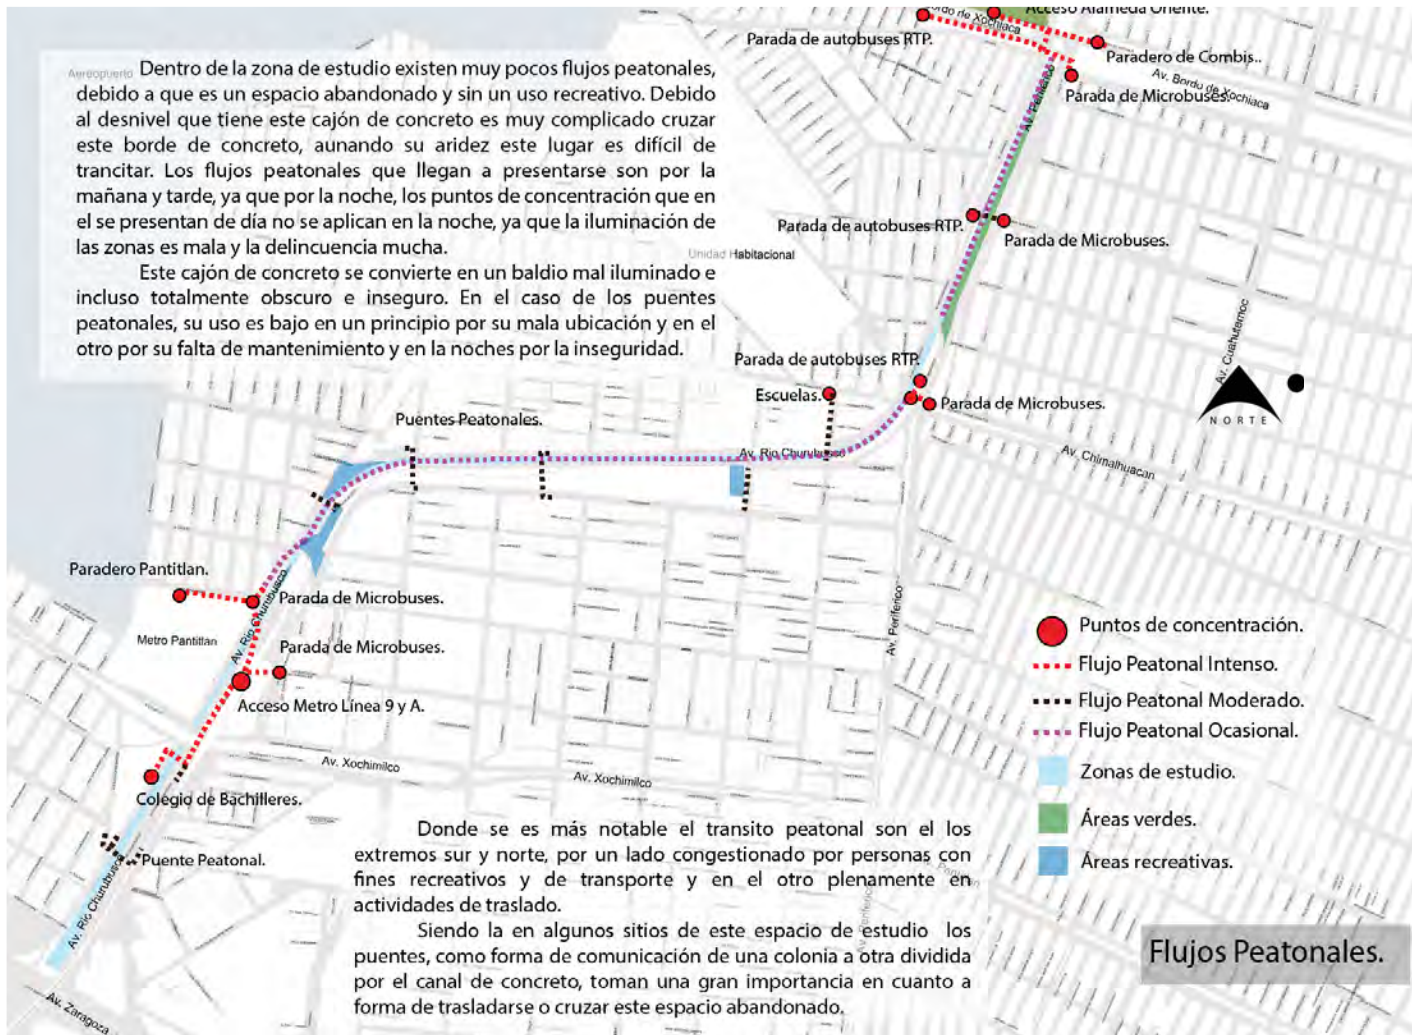 Acceso Alameda Oriente.
Bordo de Xochiaca
Parada de autobuses RTP.
Paradero de Combis..
Av. Bordu de Xochiaca
Parada de Microbuses.
Av. Periferico
Aereopuerto
Dentro de la zona de estudio existen muy pocos flujos peatonales,
debido a que es un espacio abandonado y sin un uso recreativo. Debido
al desnivel que tiene este cajón de concreto es muy complicado cruzar
este borde de concreto, aunando su aridez este lugar es difícil de
trancitar. Los flujos peatonales que llegan a presentarse son por la
mañana y tarde, ya que por la noche, los puntos de concentración que en
el se presentan de día no se aplican en la noche, ya que la iluminación de
las zonas es mala y la delincuencia mucha.
Este cajón de concreto se convierte en un baldio mal iluminado e
incluso totalmente obscuro e inseguro. En el caso de los puentes
peatonales, su uso es bajo en un principio por su mala ubicación y en el
otro por su falta de mantenimiento y en la noches por la inseguridad.
Parada de autobuses RTP.
Parada de Microbuses.
Unidad Habitacional
Av. Cuahutemoc
NORTE
Parada de autobuses RTP.
Escuelas.
Parada de Microbuses.
Puentes Peatonales.
Av. Rio Churubusco
Av. Chimalhuacan
Paradero Pantitlan.
Parada de Microbuses.
Av. Rio Churubusco
Metro Pantitlan
Parada de Microbuses.
Acceso Metro Línea 9 y A.
Av. Periferico
Av. Xochimilco
Av. Xochimilco
Colegio de Bachilleres.
Puente Peatonal.
Av. Rio Churubusco
Av. Zaragoza
Puntos de concentración.
Flujo Peatonal Intenso.
Flujo Peatonal Moderado.
Flujo Peatonal Ocasional.
Zonas de estudio.
Áreas verdes.
Áreas recreativas.
Donde se es más notable el transito peatonal son el los
extremos sur y norte, por un lado congestionado por personas con
fines recreativos y de transporte y en el otro plenamente en
actividades de traslado.
Siendo la en algunos sitios de este espacio de estudio los
puentes, como forma de comunicación de una colonia a otra dividida
por el canal de concreto, toman una gran importancia en cuanto a
forma de trasladarse o cruzar este espacio abandonado.
Av. Periferico
Flujos Peatonales.